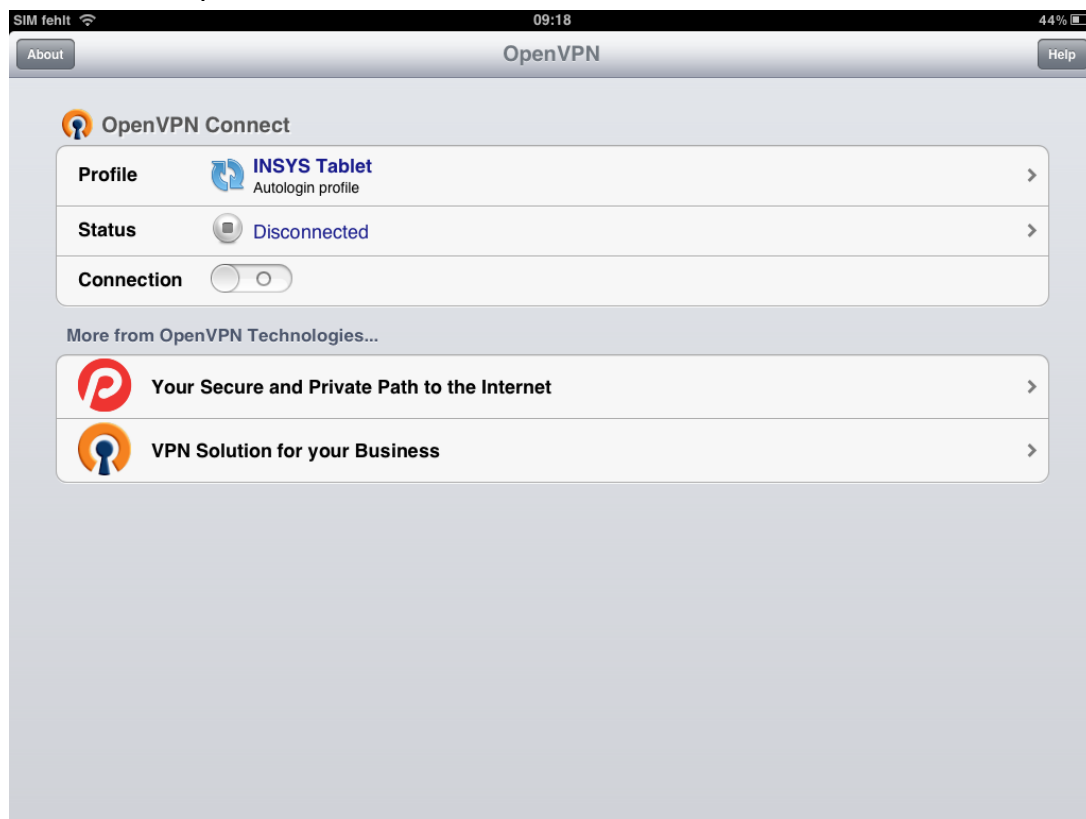 SIM fehlt 09:18 44%
About OpenVPN Help
OpenVPN Connect
Profile INSYS Tablet
Autologin profile
Status Disconnected
Connection
More from OpenVPN Technologies...
Your Secure and Private Path to the Internet
VPN Solution for your Business